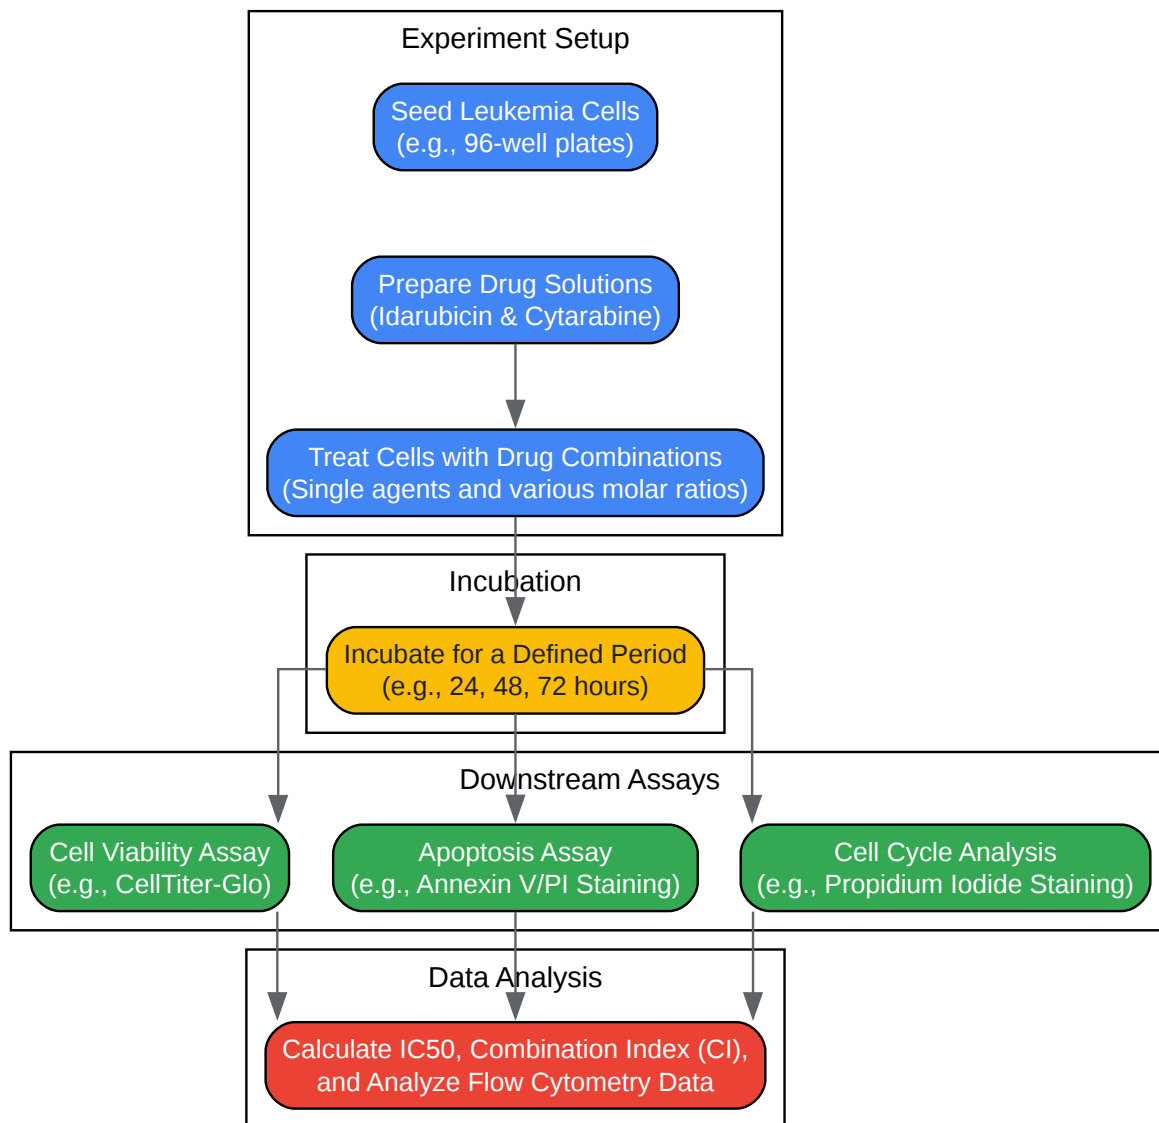 Experiment Setup
Seed Leukemia Cells
(e.g., 96-well plates)
Prepare Drug Solutions
(Idarubicin & Cytarabine)
Treat Cells with Drug Combinations
(Single agents and various molar ratios)
Incubation
Incubate for a Defined Period
(e.g., 24, 48, 72 hours)
Downstream Assays
Cell Viability Assay
(e.g., CellTiter-Glo)
Apoptosis Assay
(e.g., Annexin V/PI Staining)
Cell Cycle Analysis
(e.g., Propidium Iodide Staining)
Data Analysis
Calculate IC50, Combination Index (CI),
and Analyze Flow Cytometry Data